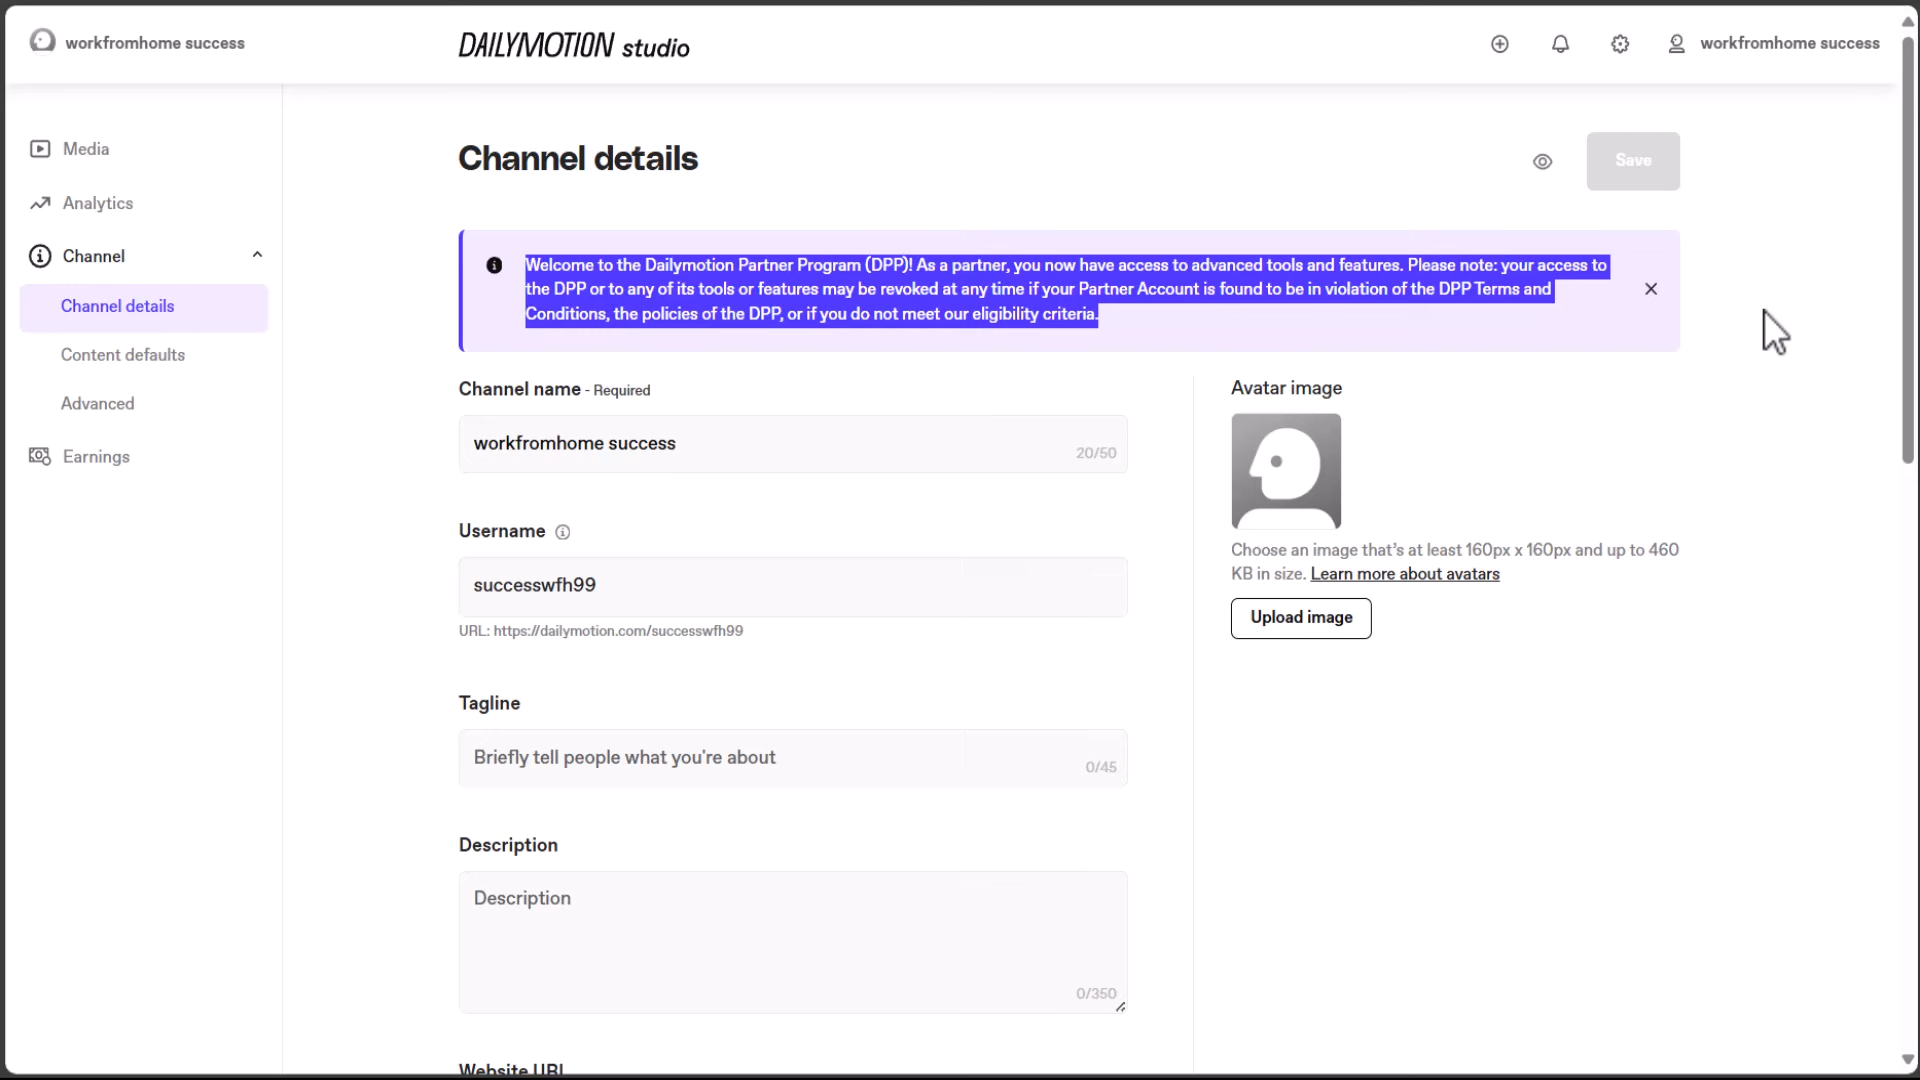 workfromhome success
DAILYMOTION studio
workfromhome success
Media
Analytics
Channel
Channel details
Content defaults
Advanced
Earnings
Channel details
Save
Welcome to the Dailymotion Partner Program (DPP)! As a partner, you now have access to advanced tools and features. Please note: your access to
the DPP or to any of its tools or features may be revoked at any time if your Partner Account is found to be in violation of the DPP Terms and
Conditions, the policies of the DPP, or if you do not meet our eligibility criteria.
Channel name - Required
workfromhome success
20/50
Username
successwfh99
URL: https://dailymotion.com/successwfh99
Tagline
Briefly tell people what you're about
0/45
Description
Description
0/350
Website URL
Avatar image
Choose an image that's at least 160px x 160px and up to 460
KB in size. Learn more about avatars
Upload image